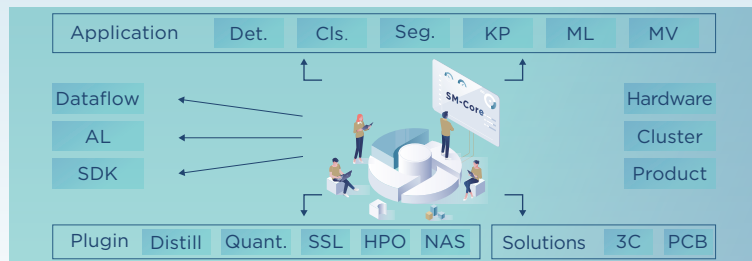 Application Det. Cls. Seg. KP ML MV
SM-Core
Dataflow Hardware
AL Cluster
SDK Product
Plugin Distill Quant. SSL HPO NAS Solutions 3C PCB